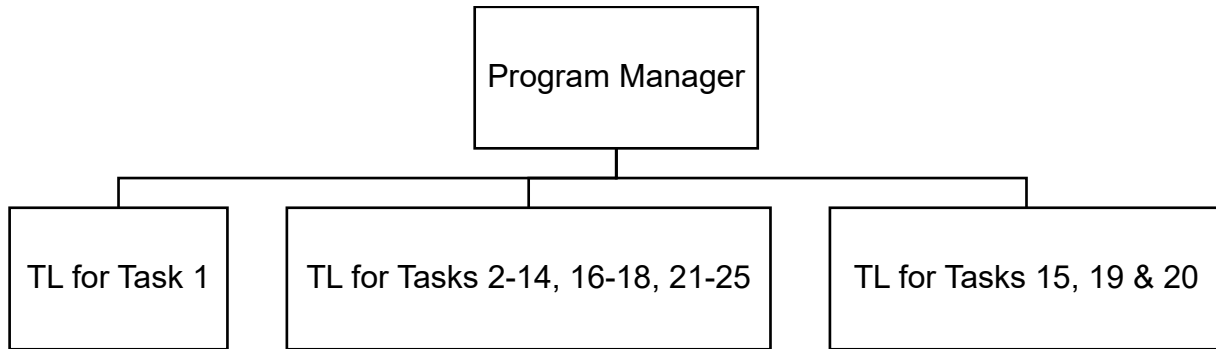 Program Manager
TL for Task 1
TL for Tasks 2-14, 16-18, 21-25
TL for Tasks 15, 19 & 20